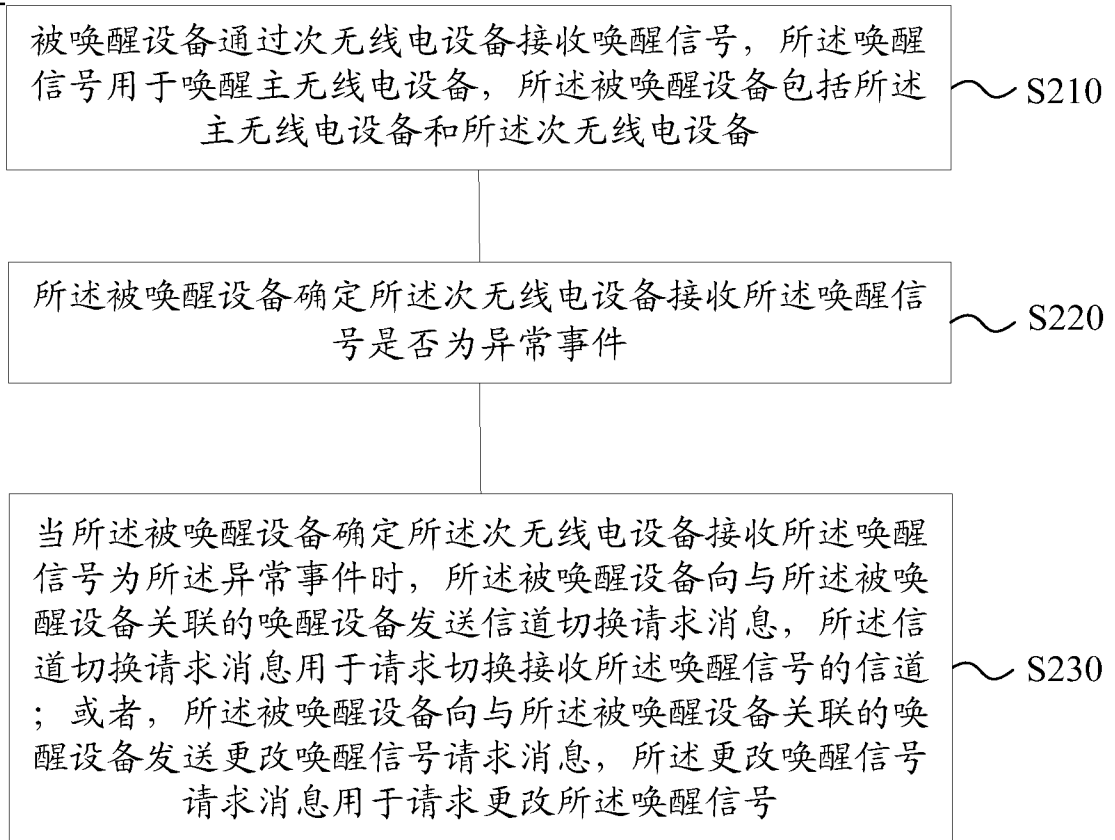 被唤醒设备通过次无线电设备接收唤醒信号，所述唤醒
信号用于唤醒主无线电设备，所述被唤醒设备包括所述
主无线电设备和所述次无线电设备
S210
所述被唤醒设备确定所述次无线电设备接收所述唤醒信
号是否为异常事件
S220
当所述被唤醒设备确定所述次无线电设备接收所述唤醒
信号为所述异常事件时，所述被唤醒设备向与所述被唤
醒设备关联的唤醒设备发送信道切换请求消息，所述信
道切换请求消息用于请求切换接收所述唤醒信号的信道
；或者，所述被唤醒设备向与所述被唤醒设备关联的唤
醒设备发送更改唤醒信号请求消息，所述更改唤醒信号
请求消息用于请求更改所述唤醒信号
S230